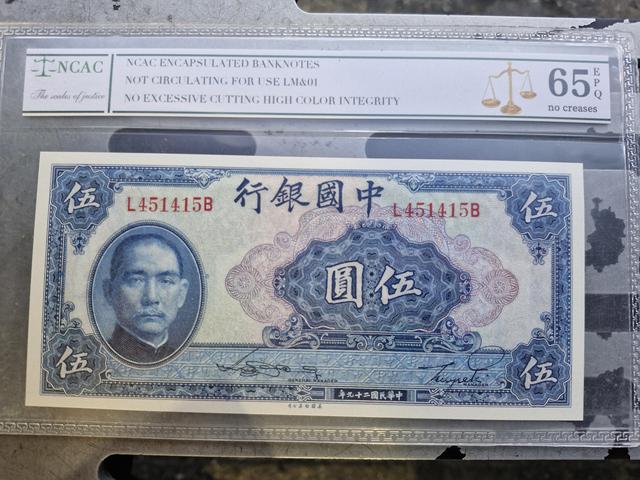 NCAC
The scales of justice
NCAC ENCAPSULATED BANKNOTES
NOT CIRCULATING FOR USE LM&01
NO EXCESSIVE CUTTING HIGH COLOR INTEGRITY
65 EPQ
no creases
伍 行銀國中 伍
L451415B L451415B
圓伍
伍 伍
GENERAL MANAGER
年九十二國民華中